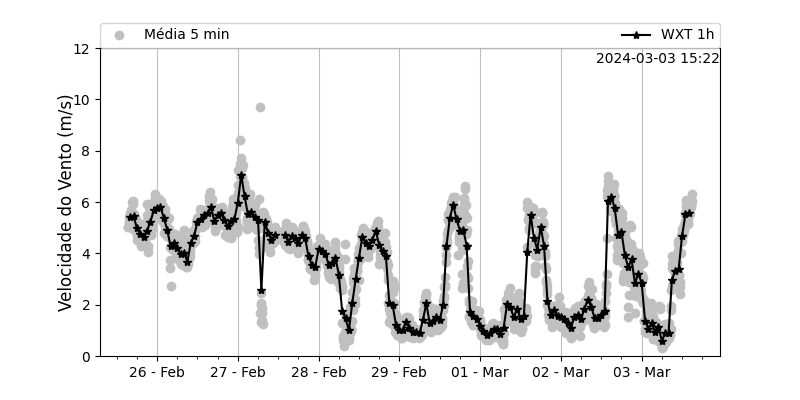 Média 5 min
WXT 1h
2024-03-03 15:22
Velocidade do Vento (m/s)
12
10
8
6
4
2
0
26 - Feb
27 - Feb
28 - Feb
29 - Feb
01 - Mar
02 - Mar
03 - Mar